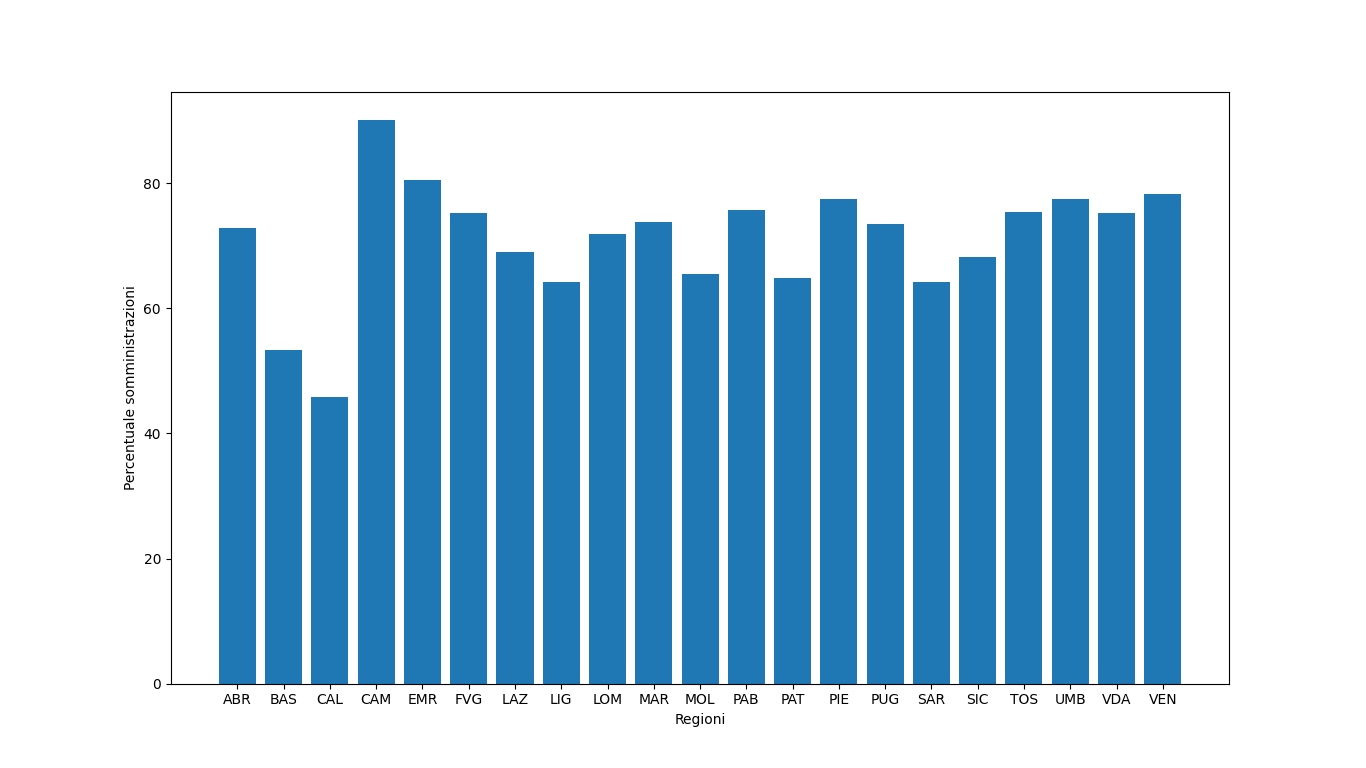 Percentuale somministrazioni
80
60
40
20
0
ABR BAS CAL CAM EMR FVG LAZ LIG LOM MAR MOL PAB PAT PIE PUG SAR SIC TOS UMB VDA VEN
Regioni